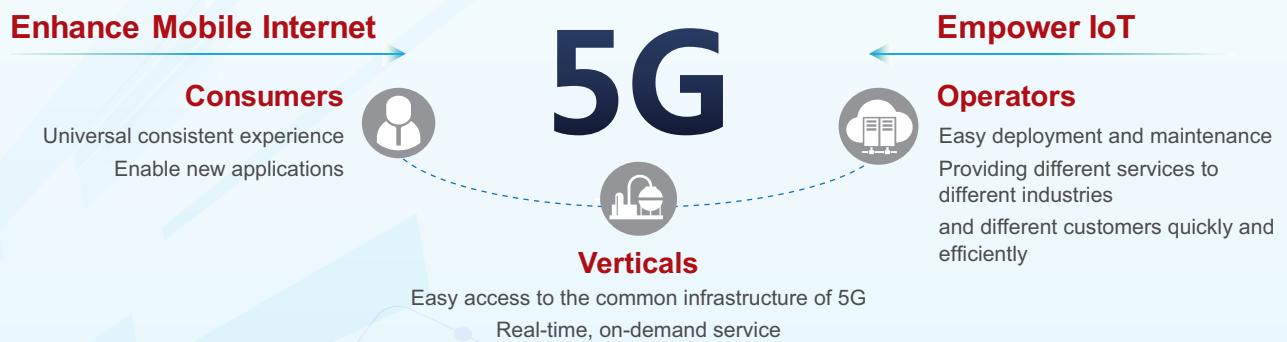 Enhance Mobile Internet
5G
Empower IoT
Consumers
Universal consistent experience
Enable new applications
Operators
Easy deployment and maintenance
Providing different services to
different industries
and different customers quickly and
efficiently
Verticals
Easy access to the common infrastructure of 5G
Real-time, on-demand service